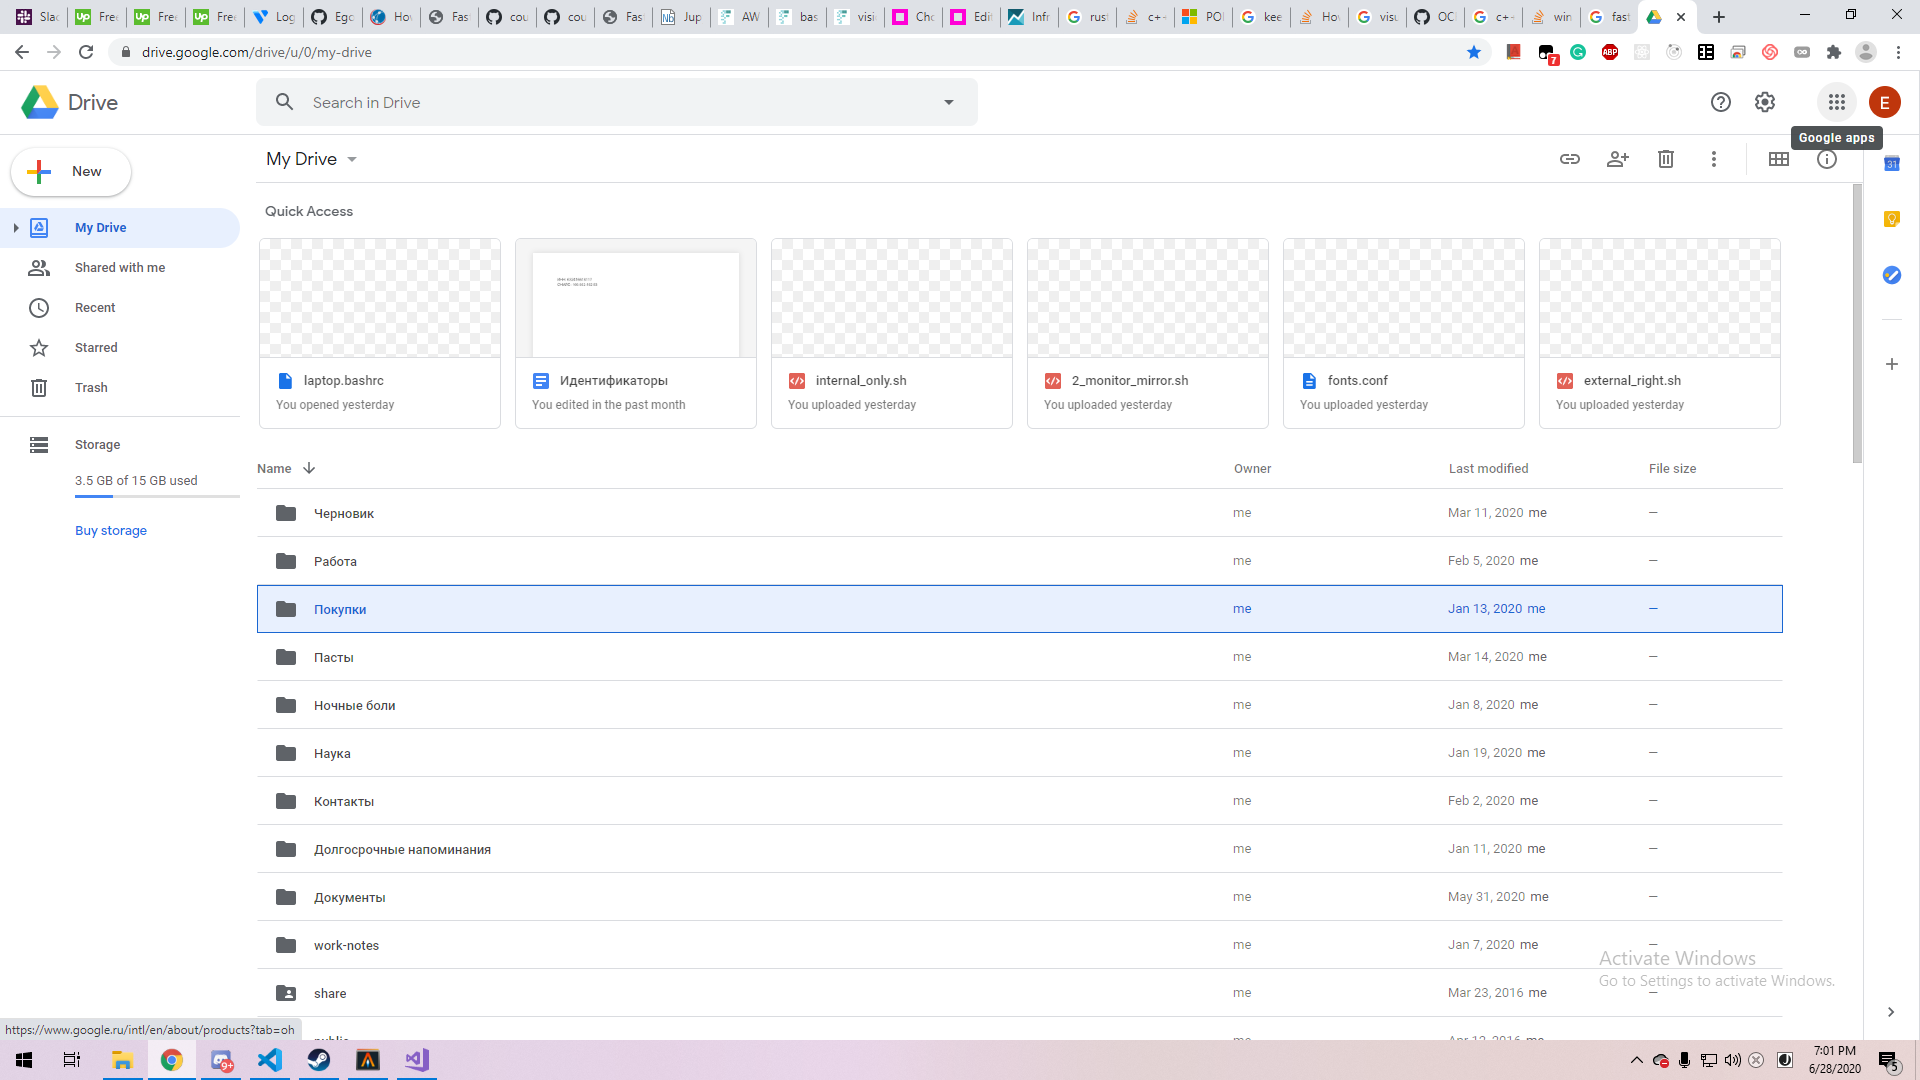 Slac
Free
Free
Free
Log
Ego
How
Fas
cou
cou
Fas
Jup
AW
bas
visi
Cho
Edit
Infr
rus
c++
PO
kee
How
visu
OC
c++
win
fast
drive.google.com/drive/u/0/my-drive
7
ABP
Drive
Search in Drive
E
Google apps
New
My Drive
31
Quick Access
My Drive
Shared with me
Recent
Starred
Trash
Storage
3.5 GB of 15 GB used
Buy storage
laptop.bashrc
You opened yesterday
Идентификаторы
You edited in the past month
internal_only.sh
You uploaded yesterday
2_monitor_mirror.sh
You uploaded yesterday
fonts.conf
You uploaded yesterday
external_right.sh
You uploaded yesterday
Name Owner Last modified File size
Черновик me Mar 11, 2020 me —
Работа me Feb 5, 2020 me —
Покупки me Jan 13, 2020 me —
Пасты me Mar 14, 2020 me —
Ночные боли me Jan 8, 2020 me —
Наука me Jan 19, 2020 me —
Контакты me Feb 2, 2020 me —
Долгосрочные напоминания me Jan 11, 2020 me —
Документы me May 31, 2020 me —
work-notes me Jan 7, 2020 me —
share me Mar 23, 2016 me —
Activate Windows
Go to Settings to activate Windows.
https://www.google.ru/intl/en/about/products?tab=oh
9+
7:01 PM
6/28/2020
5